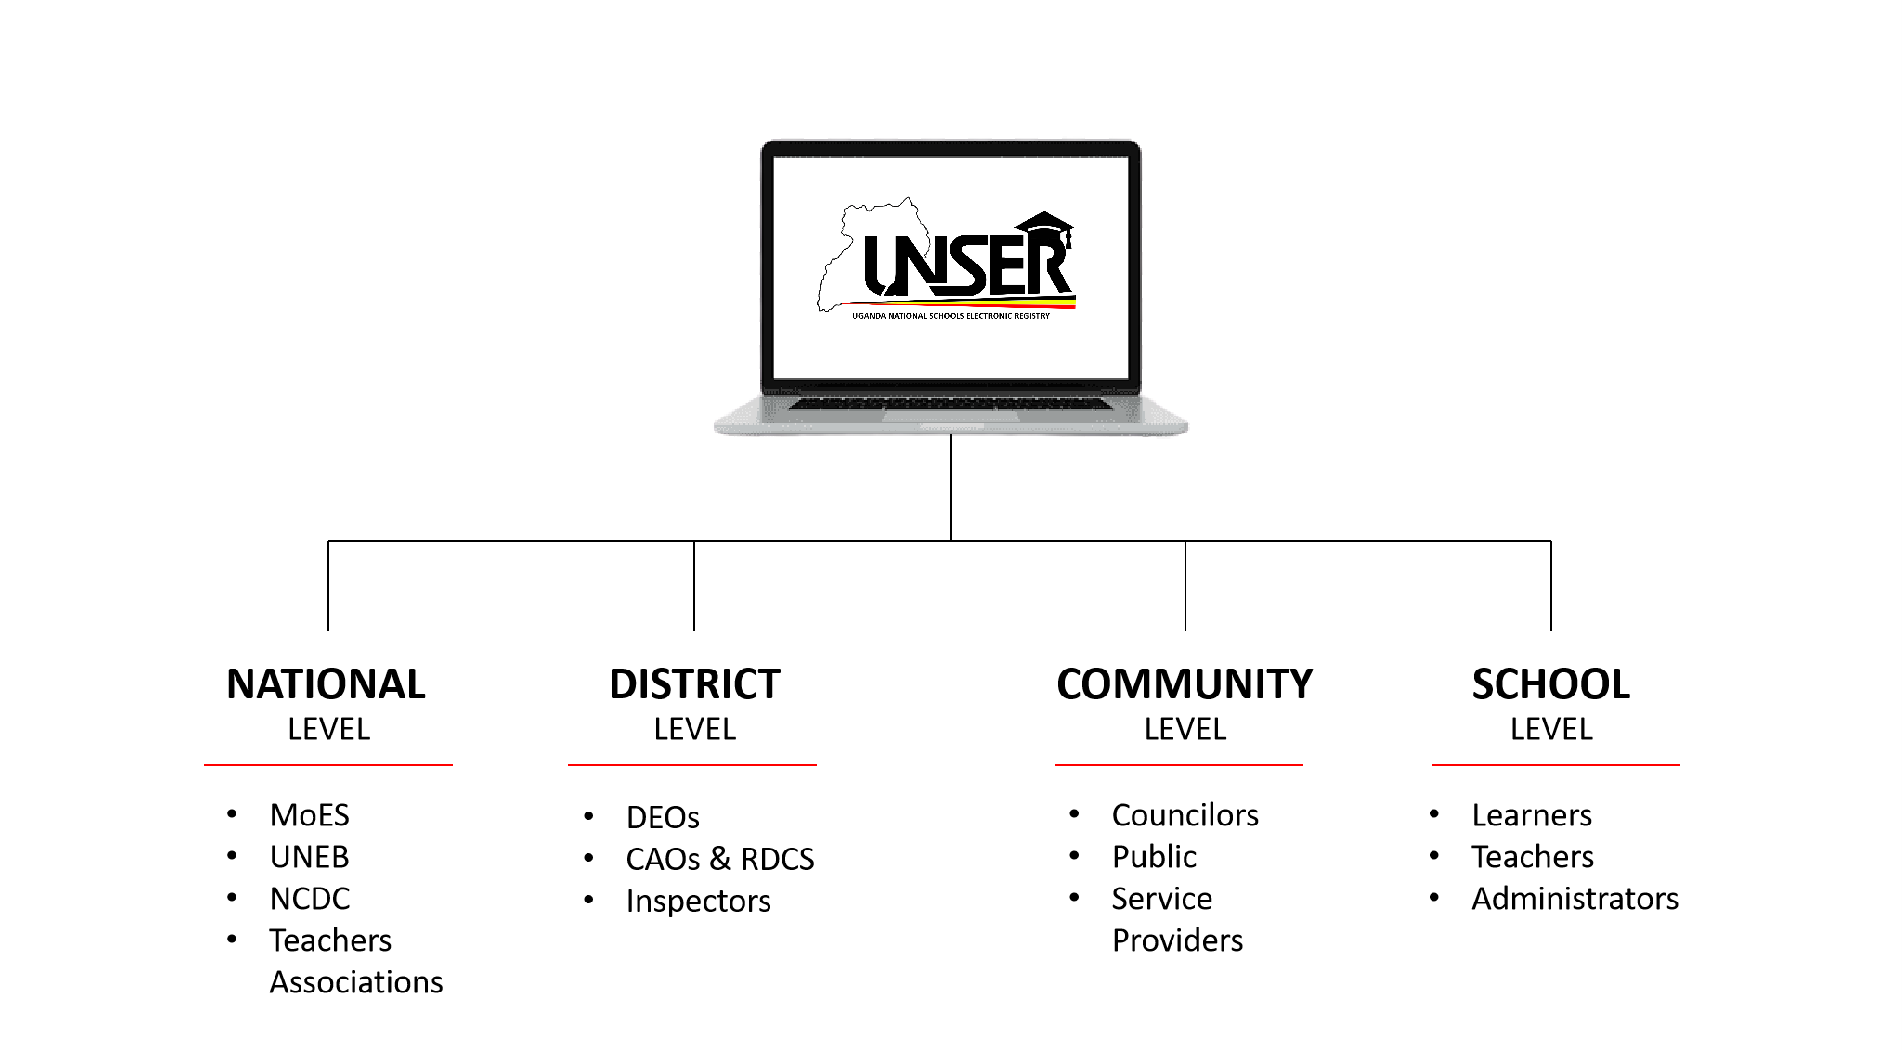 UNSER
UGANDA NATIONAL SCHOOLS ELECTRONIC REGISTRY
NATIONAL
LEVEL
• MoES
• UNEB
• NCDC
• Teachers
Associations
DISTRICT
LEVEL
• DEOs
• CAOs & RDCS
• Inspectors
COMMUNITY
LEVEL
• Councilors
• Public
• Service
Providers
SCHOOL
LEVEL
• Learners
• Teachers
• Administrators